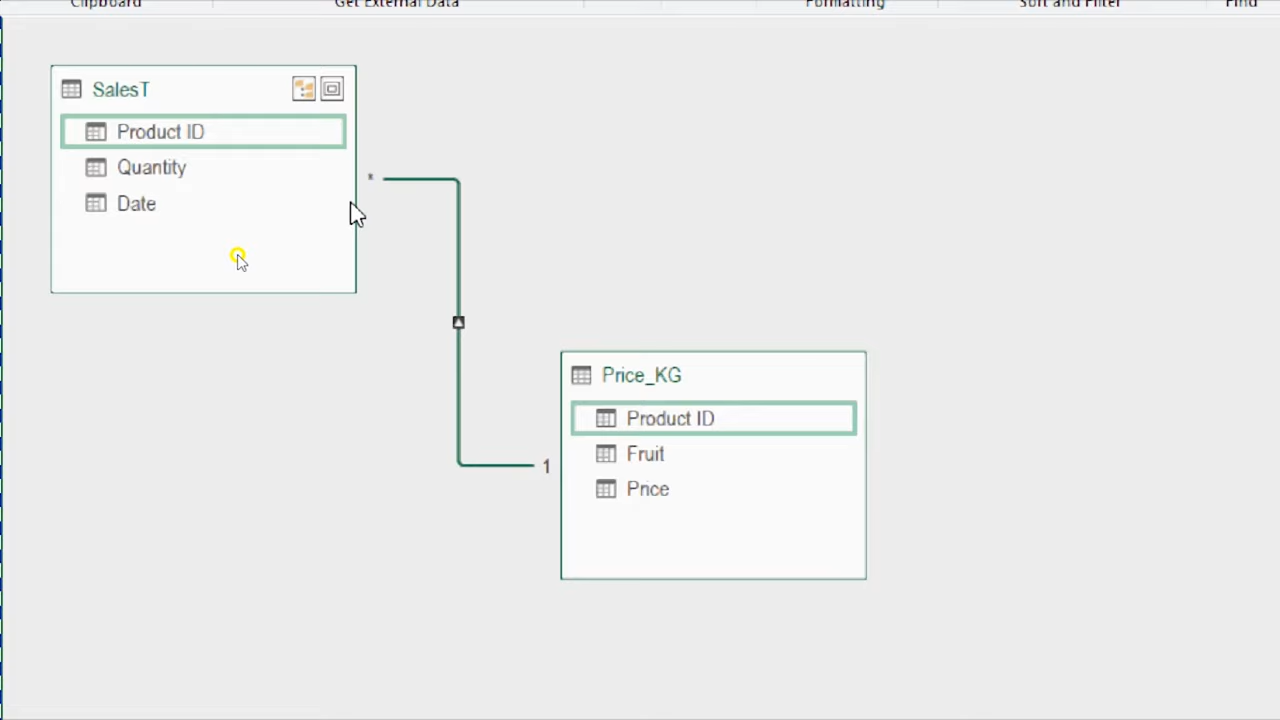 Clipboard Get External Data Formatting Sort and Filter Find
SalesT
Product ID
Quantity
Date
*
1
Price_KG
Product ID
Fruit
Price